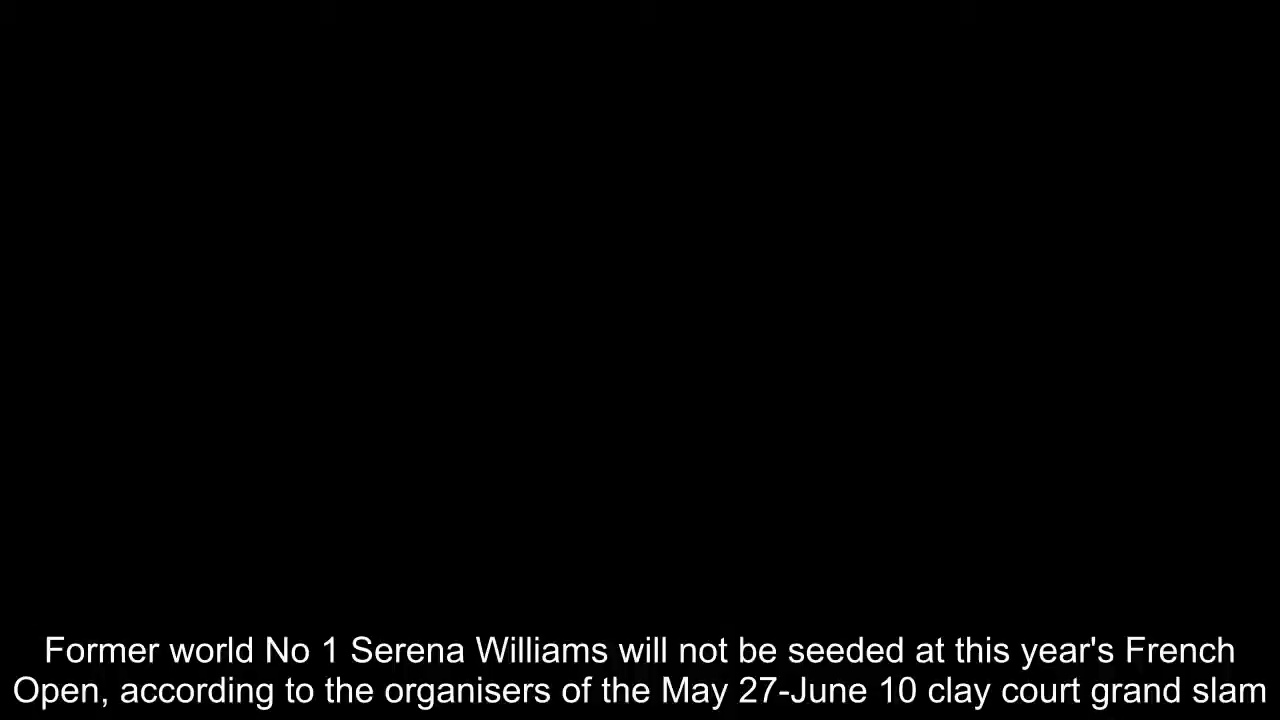 Former world No 1 Serena Williams will not be seeded at this year's French
Open, according to the organisers of the May 27-June 10 clay court grand slam